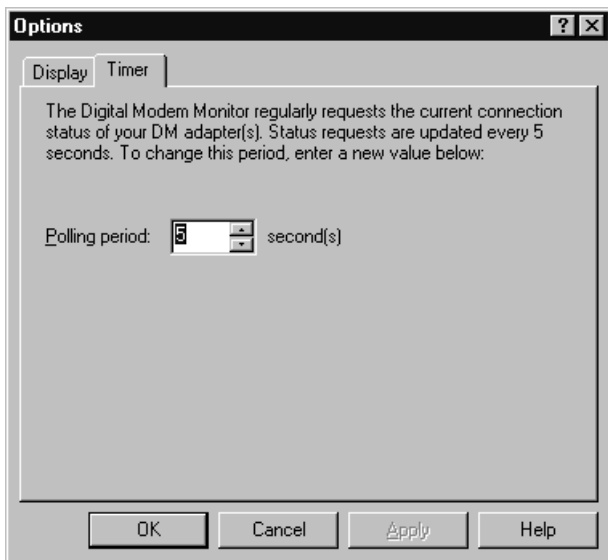 Options
Display Timer
The Digital Modem Monitor regularly requests the current connection
status of your DM adapter(s). Status requests are updated every 5
seconds. To change this period, enter a new value below:
Polling period: 5 second(s)
OK Cancel Apply Help